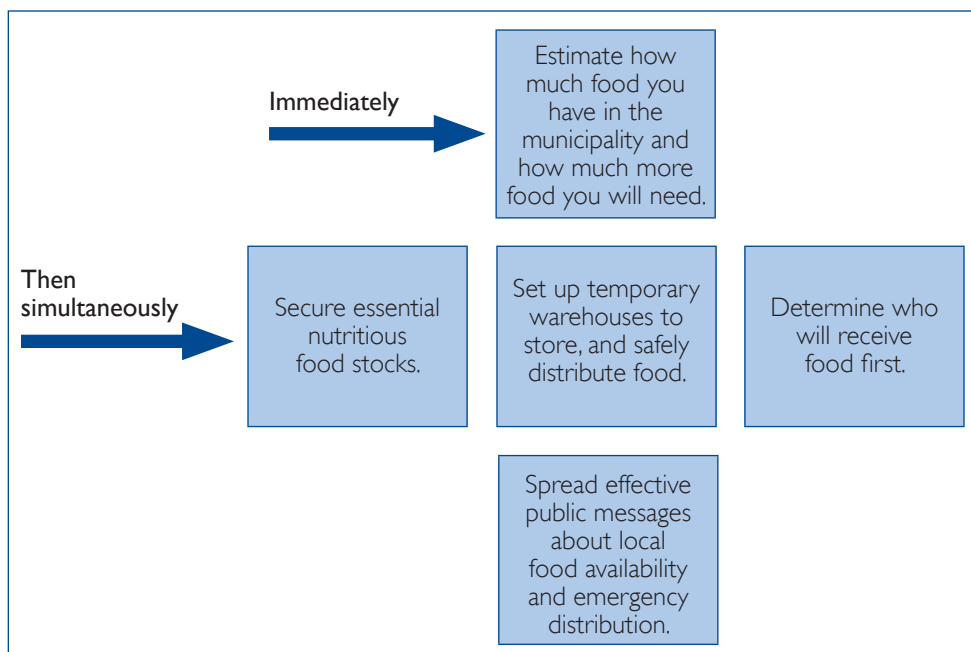 Immediately
Estimate how
much food you
have in the
municipality and
how much more
food you will need.
Then
simultaneously
Secure essential
nutritious
food stocks.
Set up temporary
warehouses to
store, and safely
distribute food.
Determine who
will receive
food first.
Spread effective
public messages
about local
food availability
and emergency
distribution.